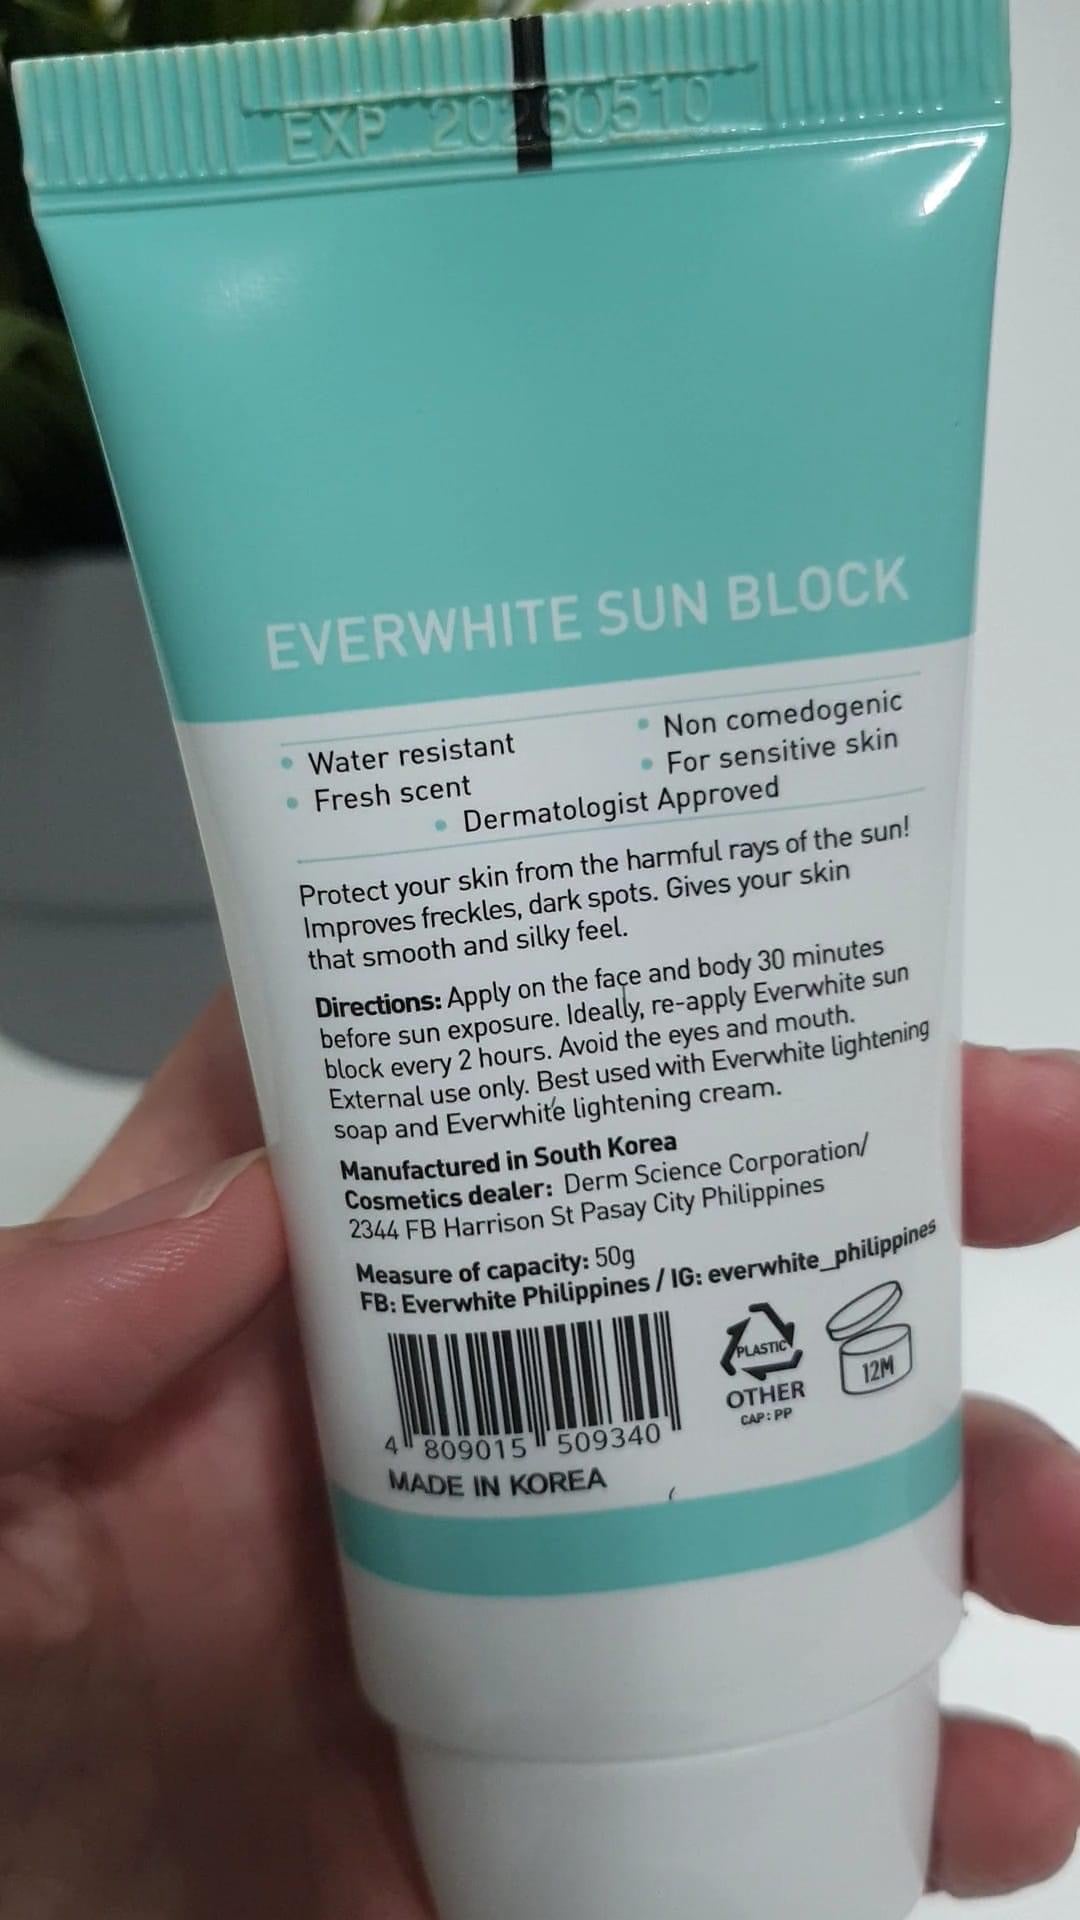 EXP 20260510
EVERWHITE SUN BLOCK
• Water resistant
• Non comedogenic
• Fresh scent
• For sensitive skin
• Dermatologist Approved
Protect your skin from the harmful rays of the sun!
Improves freckles, dark spots. Gives your skin
that smooth and silky feel.
Directions: Apply on the face and body 30 minutes
before sun exposure. Ideally, re-apply Everwhite sun
block every 2 hours. Avoid the eyes and mouth.
External use only. Best used with Everwhite lightening
soap and Everwhite lightening cream.
Manufactured in South Korea
Cosmetics dealer: Derm Science Corporation/
2344 FB Harrison St Pasay City Philippines
Measure of capacity: 50g
FB: Everwhite Philippines / IG: everwhite_philippines
PLASTIC
OTHER
CAP: PP
12M
4 809015 509340
MADE IN KOREA